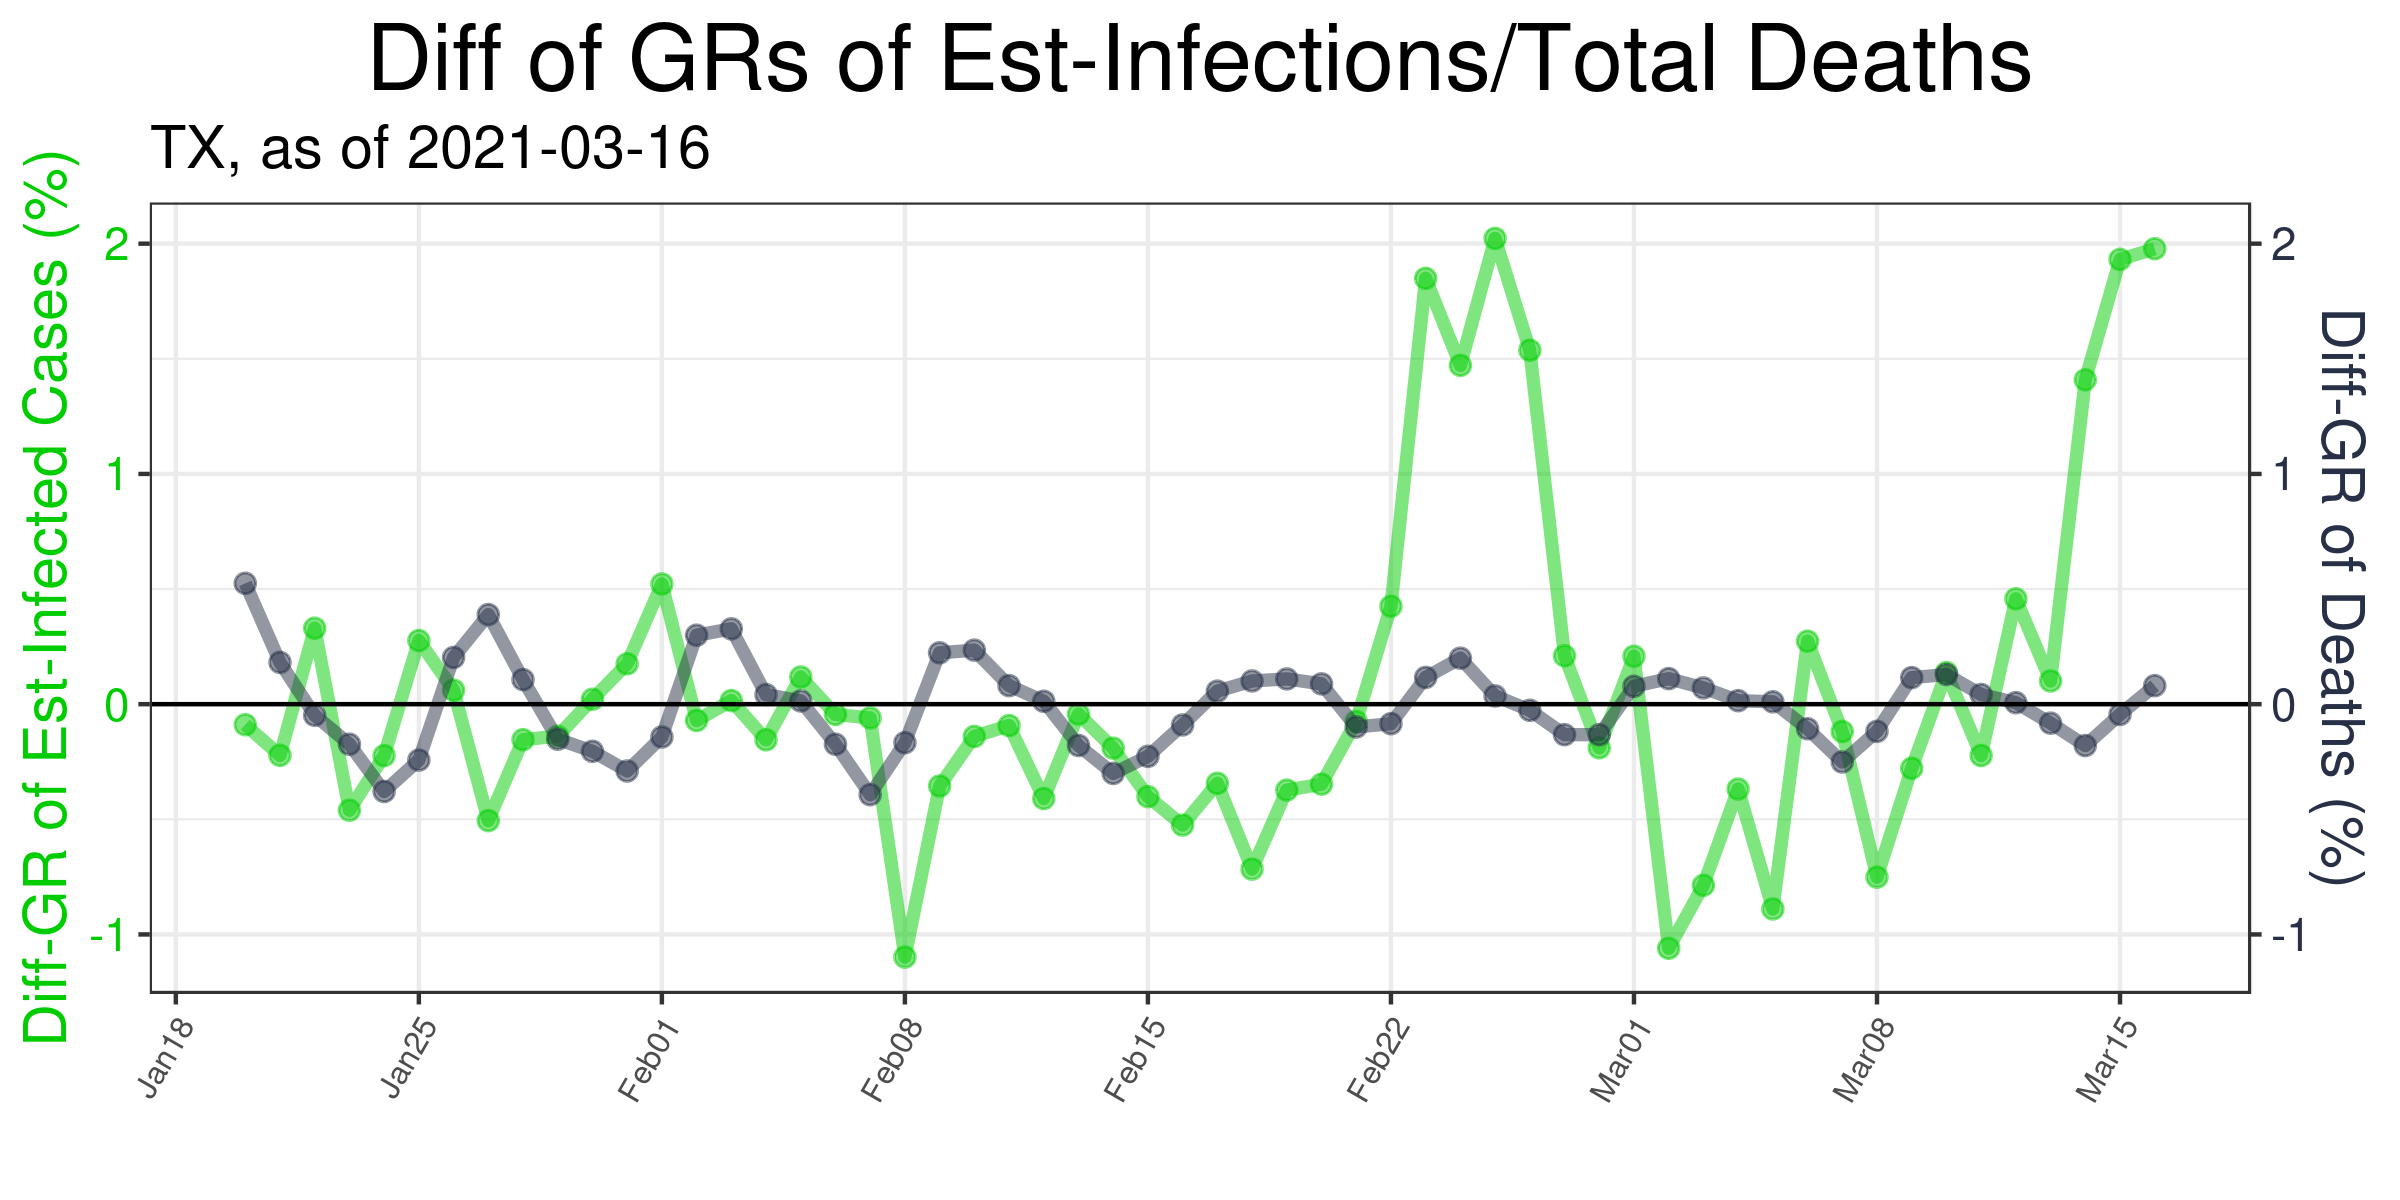 Diff of GRs of Est-Infections/Total Deaths
TX, as of 2021-03-16
Diff-GR of Est-Infected Cases (%)
2
1
0
-1
2
1
0
-1
Diff-GR of Deaths (%)
Jan18
Jan25
Feb01
Feb08
Feb15
Feb22
Mar01
Mar08
Mar15